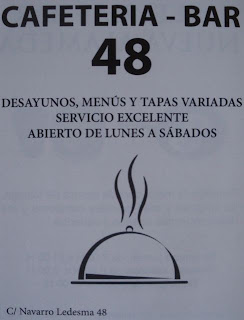 CAFETERIA - BAR
48
DESAYUNOS, MENÚS Y TAPAS VARIADAS
SERVICIO EXCELENTE
ABIERTO DE LUNES A SÁBADOS
C/ Navarro Ledesma 48